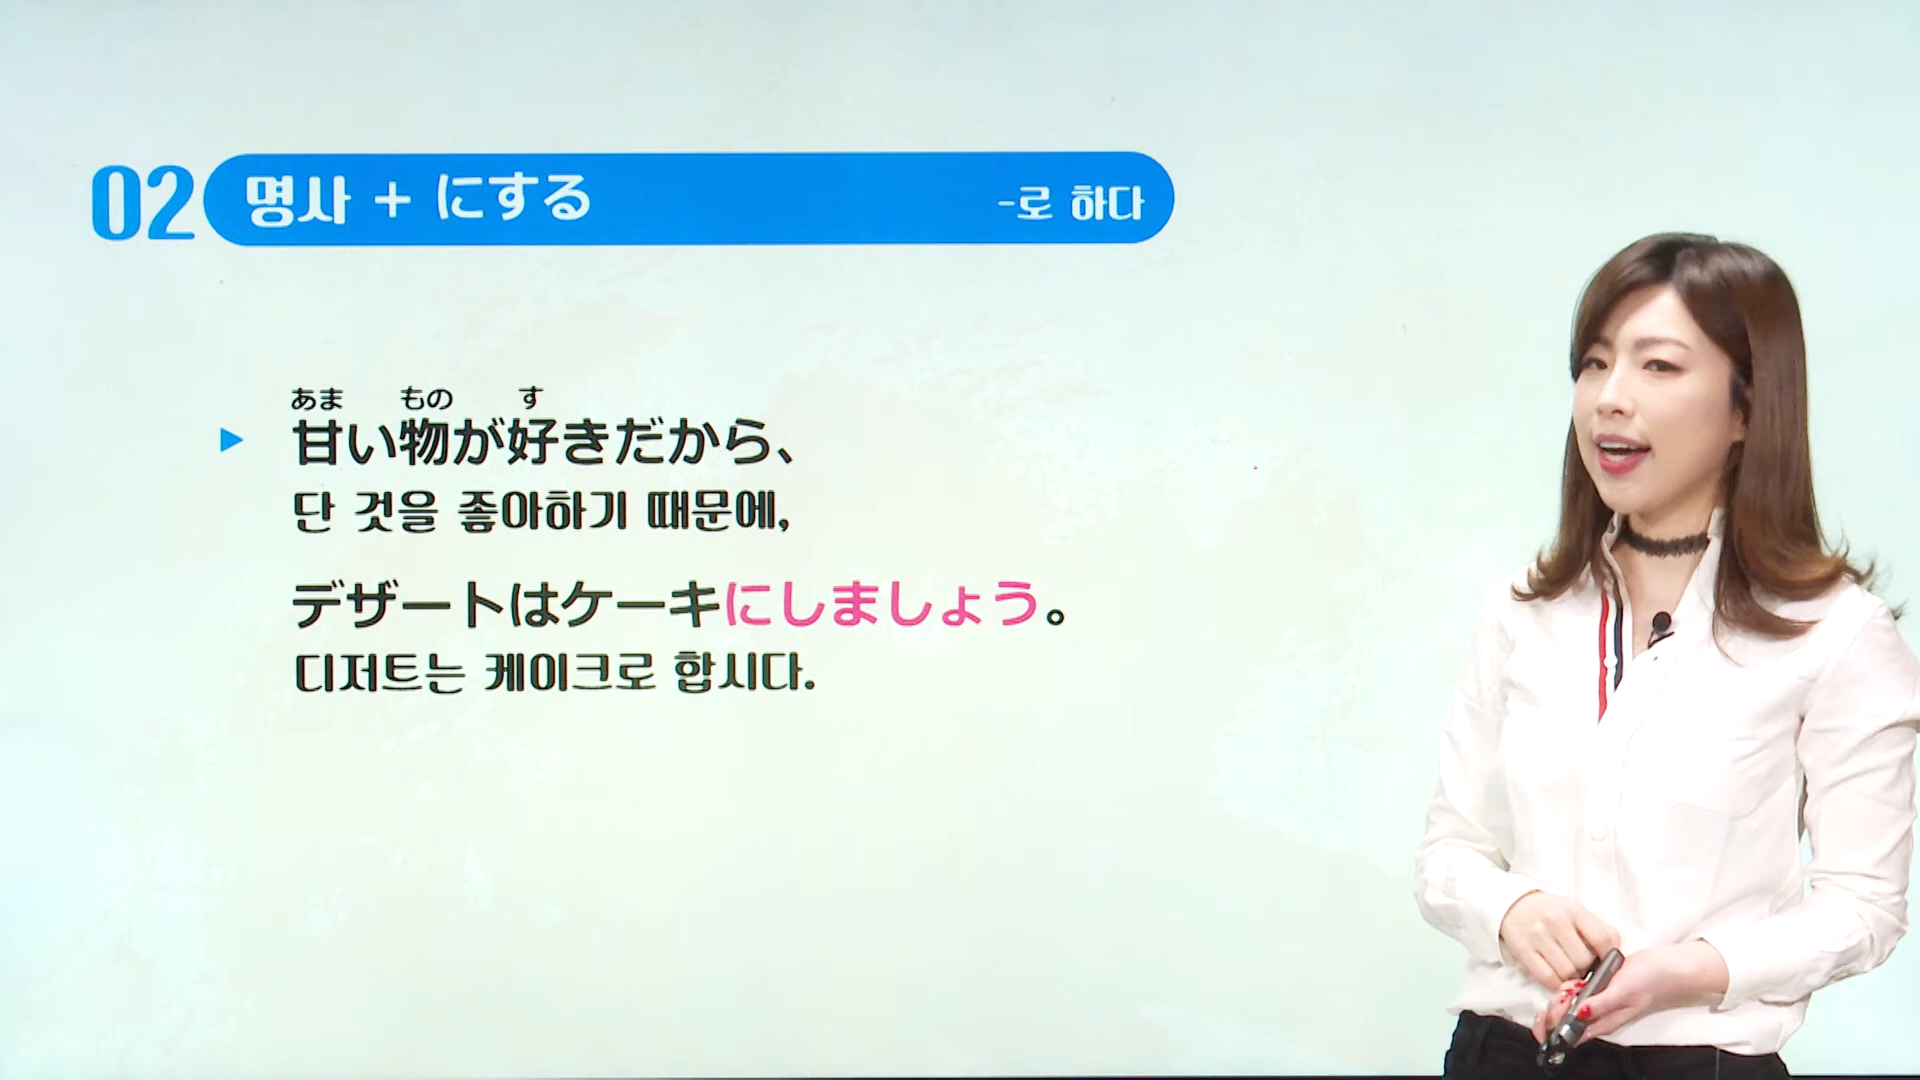 02 명사 + にする -로 하다
あま もの す
甘い物が好きだから、
단 것을 좋아하기 때문에,
デザートはケーキにしましょう。
디저트는 케이크로 합시다.